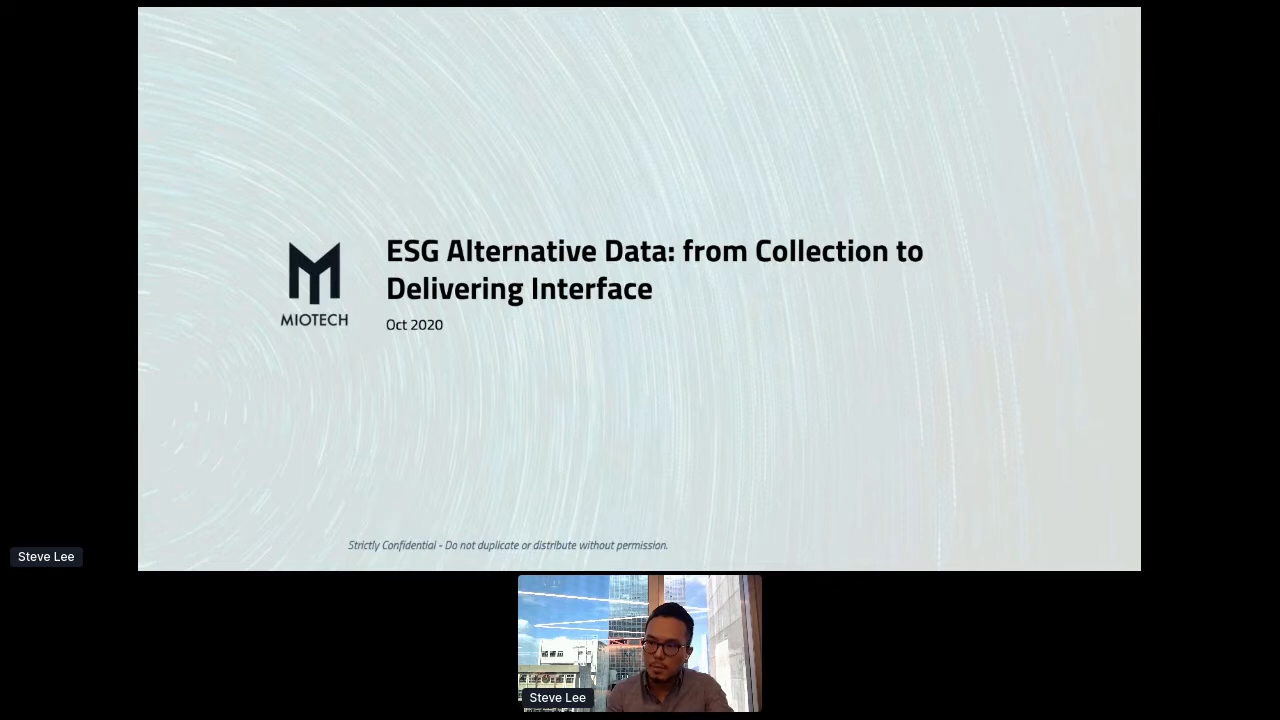 ESG Alternative Data: from Collection to
Delivering Interface
MIOTECH
Oct 2020
Strictly Confidential - Do not duplicate or distribute without permission.
Steve Lee
Steve Lee